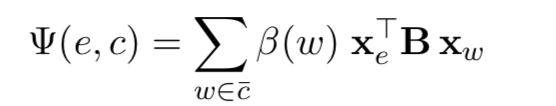 Ψ(e, c) = ∑_{w∈c̄} β(w) 𝐱_e^⊤ 𝐁 𝐱_w